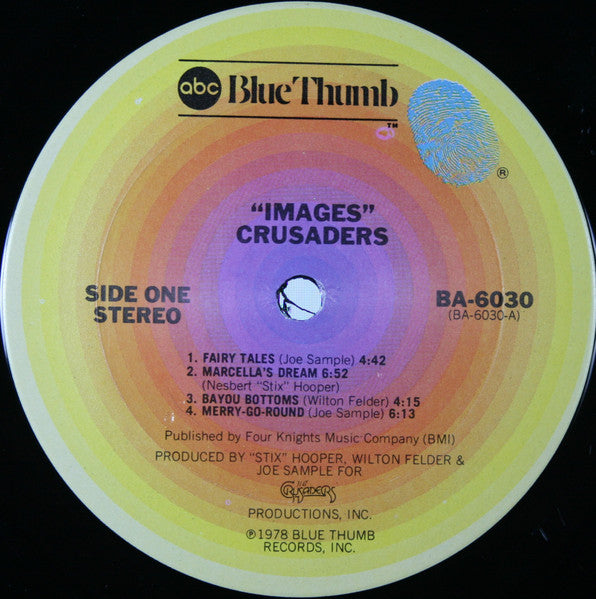 abc Blue Thumb
TM
®
"IMAGES"
CRUSADERS
SIDE ONE
STEREO
BA-6030
(BA-6030-A)
1. FAIRY TALES (Joe Sample) 4:42
2. MARCELLA'S DREAM 6:52
(Nesbert "Stix" Hooper)
3. BAYOU BOTTOMS (Wilton Felder) 4:15
4. MERRY-GO-ROUND (Joe Sample) 6:13
Published by Four Knights Music Company (BMI)
PRODUCED BY "STIX" HOOPER, WILTON FELDER &
JOE SAMPLE FOR
THE CRUSADERS
PRODUCTIONS, INC.
℗1978 BLUE THUMB
RECORDS, INC.